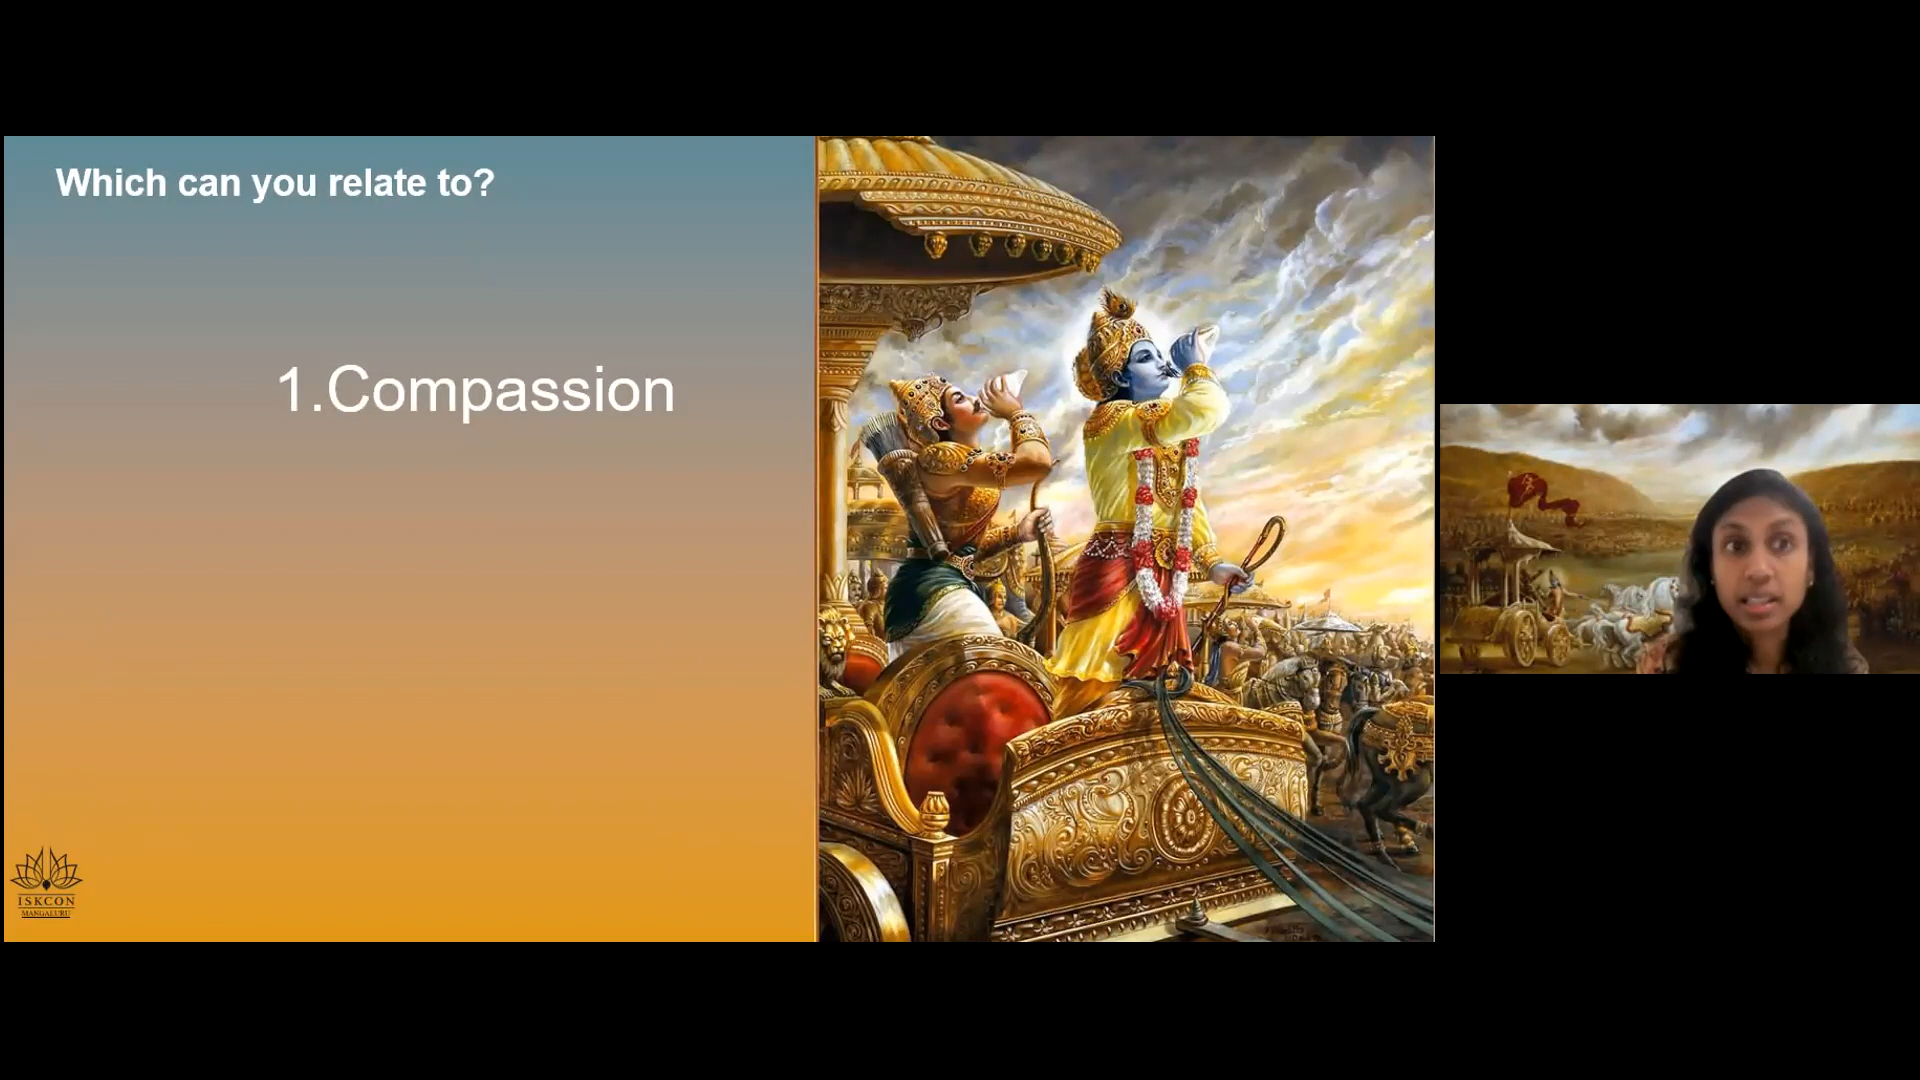 Which can you relate to?
1.Compassion
ISKCON
MANGALURU